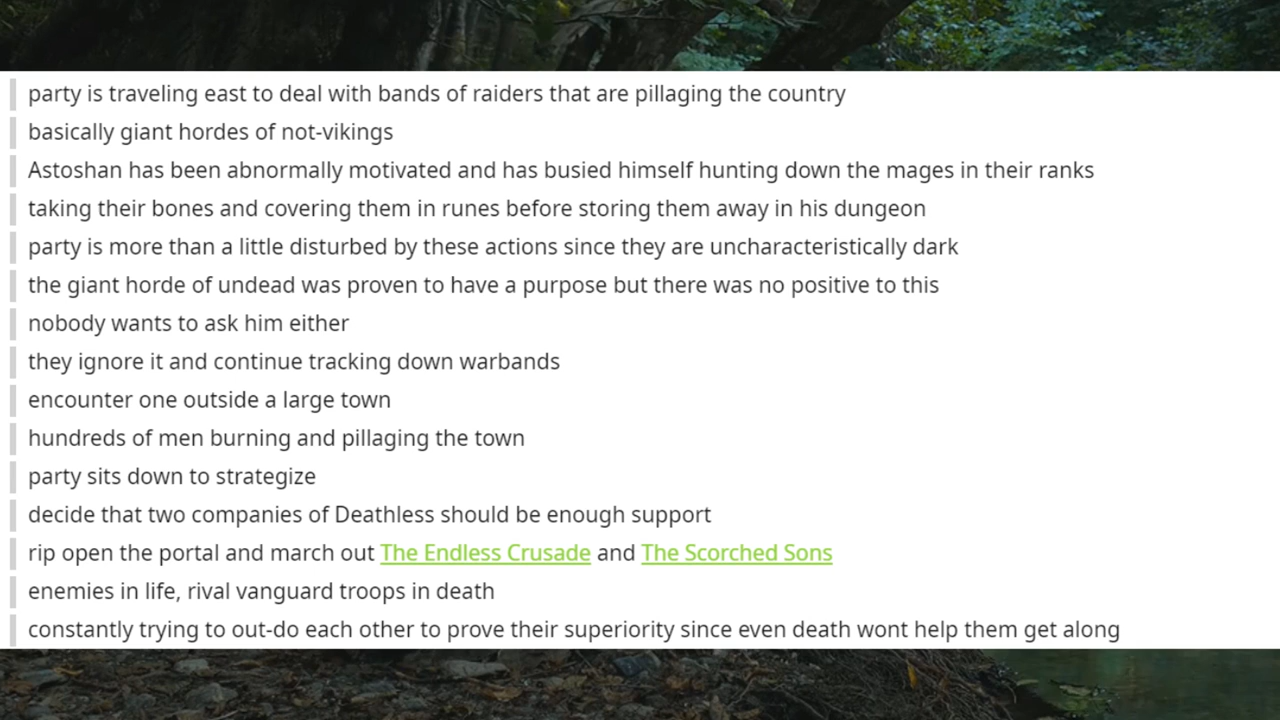 party is traveling east to deal with bands of raiders that are pillaging the country
basically giant hordes of not-vikings
Astoshan has been abnormally motivated and has busied himself hunting down the mages in their ranks
taking their bones and covering them in runes before storing them away in his dungeon
party is more than a little disturbed by these actions since they are uncharacteristically dark
the giant horde of undead was proven to have a purpose but there was no positive to this
nobody wants to ask him either
they ignore it and continue tracking down warbands
encounter one outside a large town
hundreds of men burning and pillaging the town
party sits down to strategize
decide that two companies of Deathless should be enough support
rip open the portal and march out The Endless Crusade and The Scorched Sons
enemies in life, rival vanguard troops in death
constantly trying to out-do each other to prove their superiority since even death wont help them get along